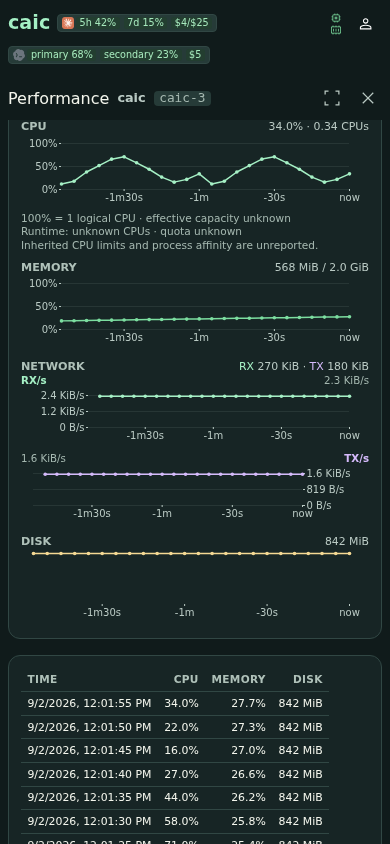 caic 5h 42% 7d 15% $4/$25
primary 68% secondary 23% $5
Performance caic caic-3
CPU 34.0% · 0.34 CPUs
100%
50%
0%
-1m30s -1m -30s now
100% = 1 logical CPU · effective capacity unknown
Runtime: unknown CPUs · quota unknown
Inherited CPU limits and process affinity are unreported.
MEMORY 568 MiB / 2.0 GiB
100%
50%
0%
-1m30s -1m -30s now
NETWORK RX 270 KiB · TX 180 KiB
RX/s 2.3 KiB/s
2.4 KiB/s
1.2 KiB/s
0 B/s
-1m30s -1m -30s now
1.6 KiB/s TX/s
1.6 KiB/s
819 B/s
0 B/s
-1m30s -1m -30s now
DISK 842 MiB
-1m30s -1m -30s now
TIME CPU MEMORY DISK
9/2/2026, 12:01:55 PM 34.0% 27.7% 842 MiB
9/2/2026, 12:01:50 PM 22.0% 27.3% 842 MiB
9/2/2026, 12:01:45 PM 16.0% 27.0% 842 MiB
9/2/2026, 12:01:40 PM 27.0% 26.6% 842 MiB
9/2/2026, 12:01:35 PM 44.0% 26.2% 842 MiB
9/2/2026, 12:01:30 PM 58.0% 25.8% 842 MiB